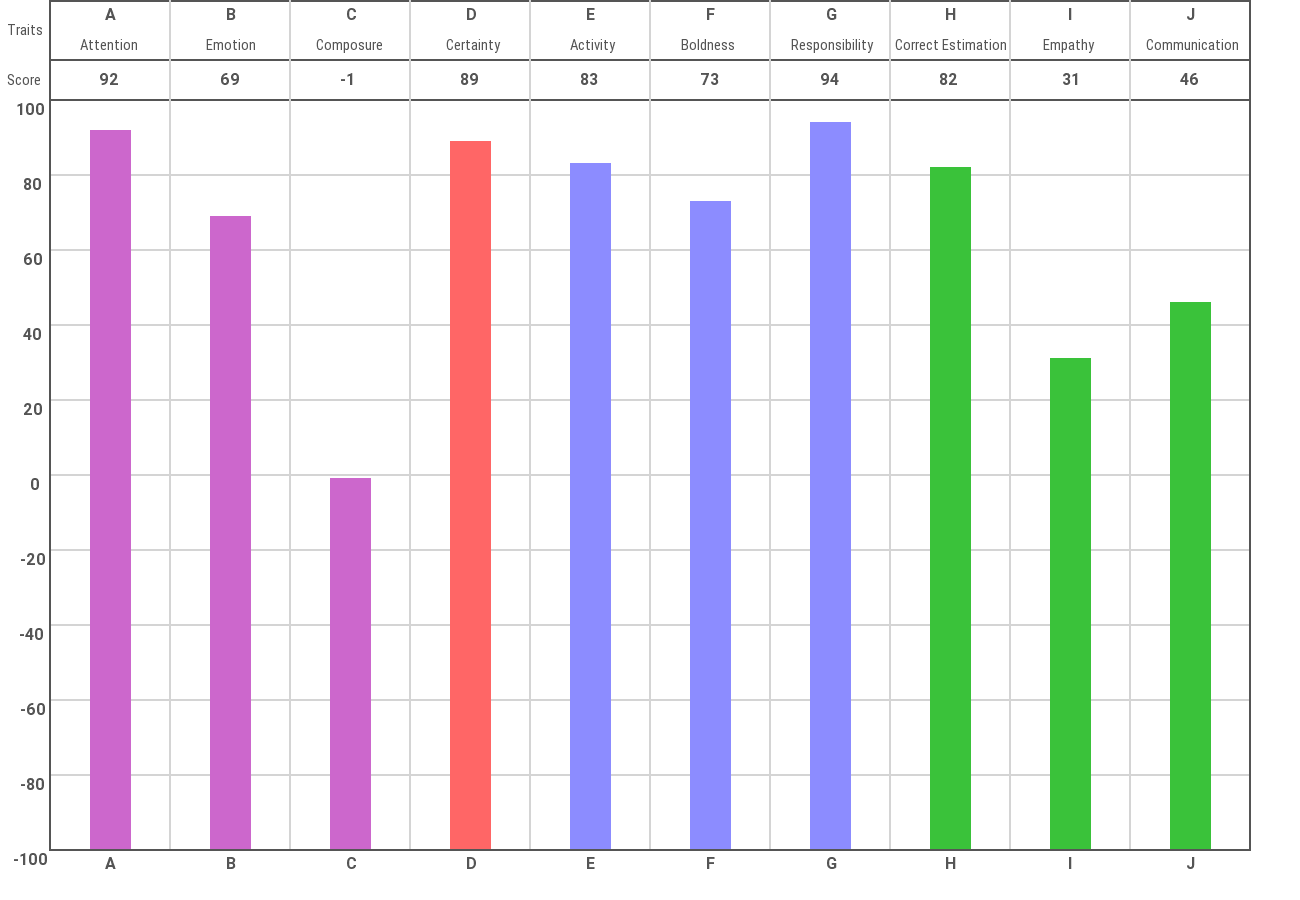 Traits A B C D E F G H I J
Attention Emotion Composure Certainty Activity Boldness Responsibility Correct Estimation Empathy Communication
Score 92 69 -1 89 83 73 94 82 31 46
100
80
60
40
20
0
-20
-40
-60
-80
-100
A B C D E F G H I J